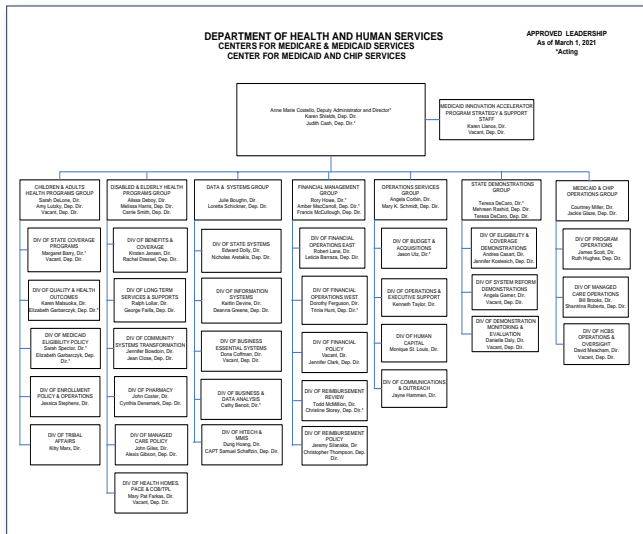 DEPARTMENT OF HEALTH AND HUMAN SERVICES
CENTERS FOR MEDICARE & MEDICAID SERVICES
CENTER FOR MEDICAID AND CHIP SERVICES
APPROVED LEADERSHIP
As of March 1, 2021
*Acting
Anne Marie Costello, Deputy Administrator and Director*
Karen Shields, Dep. Dir.
Judith Cash, Dep. Dir.*
MEDICAID INNOVATION ACCELERATOR
PROGRAM STRATEGY & SUPPORT
STAFF
Karen Llanos, Dir.
Vacant, Dep. Dir.
CHILDREN & ADULTS
HEALTH PROGRAMS GROUP
Sarah DeLone, Dir.
Amy Lutzky, Dep. Dir.
Vacant, Dep. Dir.
DIV OF STATE COVERAGE
PROGRAMS
Margaret Barry, Dir.*
Vacant, Dep. Dir.
DIV OF QUALITY & HEALTH
OUTCOMES
Karen Matsuoka, Dir.
Elizabeth Garbarczyk, Dep. Dir.*
DIV OF MEDICAID
ELIGIBILITY POLICY
Sarah Spector, Dir.*
Elizabeth Garbarczyk, Dep.
Dir.*
DIV OF ENROLLMENT
POLICY & OPERATIONS
Jessica Stephens, Dir.
DIV OF TRIBAL
AFFAIRS
Kitty Marx, Dir.
DISABLED & ELDERLY HEALTH
PROGRAMS GROUP
Alissa Deboy, Dir.
Melissa Harris, Dep. Dir.
Carrie Smith, Dep. Dir.
DIV OF BENEFITS &
COVERAGE
Kirsten Jensen, Dir.
Rachel Dressel, Dep. Dir.
DIV OF LONG TERM
SERVICES & SUPPORTS
Ralph Lollar, Dir.
George Failla, Dep. Dir.
DIV OF COMMUNITY
SYSTEMS TRANSFORMATION
Jennifer Bowdoin, Dir.
Jean Close, Dep. Dir.
DIV OF PHARMACY
John Coster, Dir.
Cynthia Denemark, Dep. Dir.
DIV OF MANAGED
CARE POLICY
John Giles, Dir.
Alexis Gibson, Dep. Dir.
DIV OF HEALTH HOMES,
PACE & COB/TPL
Mary Pat Farkas, Dir.
Vacant, Dep. Dir.
DATA & SYSTEMS GROUP
Julie Boughn, Dir.
Loretta Schickner, Dep. Dir.
DIV OF STATE SYSTEMS
Edward Dolly, Dir.
Nicholas Aretakis, Dep. Dir.
DIV OF INFORMATION
SYSTEMS
Kaitlin Devine, Dir.
Deanna Greene, Dep. Dir.
DIV OF BUSINESS
ESSENTIAL SYSTEMS
Dona Coffman, Dir.
Vacant, Dep. Dir.
DIV OF BUSINESS &
DATA ANALYSIS
Cathy Benoit, Dir.*
DIV OF HITECH &
MMIS
Dung Hoang, Dir.
CAPT Samuel Schaffzin, Dep. Dir.
FINANCIAL MANAGEMENT
GROUP
Rory Howe, Dir.*
Amber MacCarroll, Dep. Dir.*
Francis McCullough, Dep. Dir.
DIV OF FINANCIAL
OPERATIONS EAST
Robert Lane, Dir.
Leticia Barraza, Dep. Dir.
DIV OF FINANCIAL
OPERATIONS WEST
Dorothy Ferguson, Dir.
Trinia Hunt, Dep. Dir.*
DIV OF FINANCIAL
POLICY
Vacant, Dir.
Jennifer Clark, Dep. Dir.
DIV OF REIMBURSEMENT
REVIEW
Todd McMillion, Dir.
Christine Storey, Dep. Dir.*
DIV OF REIMBURSEMENT
POLICY
Jeremy Silanskis, Dir
Christopher Thompson, Dep.
Dir.
OPERATIONS SERVICES
GROUP
Angela Corbin, Dir.
Mary K. Schmidt, Dep. Dir.
DIV OF BUDGET &
ACQUISITIONS
Jason Utz, Dir.*
DIV OF OPERATIONS &
EXECUTIVE SUPPORT
Kenneth Taylor, Dir.
DIV OF HUMAN
CAPITAL
Monique St. Louis, Dir.
DIV OF COMMUNICATIONS
& OUTREACH
Jayne Hammen, Dir.
STATE DEMONSTRATIONS
GROUP
Teresa DeCaro, Dir.*
Mehreen Rashid, Dep. Dir.
Teresa DeCaro, Dep. Dir.
DIV OF ELIGIBILITY &
COVERAGE
DEMONSTRATIONS
Andrea Casart, Dir.
Jennifer Kostesich, Dep. Dir.
DIV OF SYSTEM REFORM
DEMONSTRATIONS
Angela Garner, Dir.
Vacant, Dep. Dir.
DIV OF DEMONSTRATION
MONITORING &
EVALUATION
Danielle Daly, Dir.
Vacant, Dep. Dir.
MEDICAID & CHIP
OPERATIONS GROUP
Courtney Miller, Dir.
Jackie Glaze, Dep. Dir.
DIV OF PROGRAM
OPERATIONS
James Scott, Dir.
Ruth Hughes, Dep. Dir.
DIV OF MANAGED
CARE OPERATIONS
Bill Brooks, Dir.
Shantrina Roberts, Dep. Dir.
DIV OF HCBS
OPERATIONS &
OVERSIGHT
David Meacham, Dir.
Vacant, Dep. Dir.